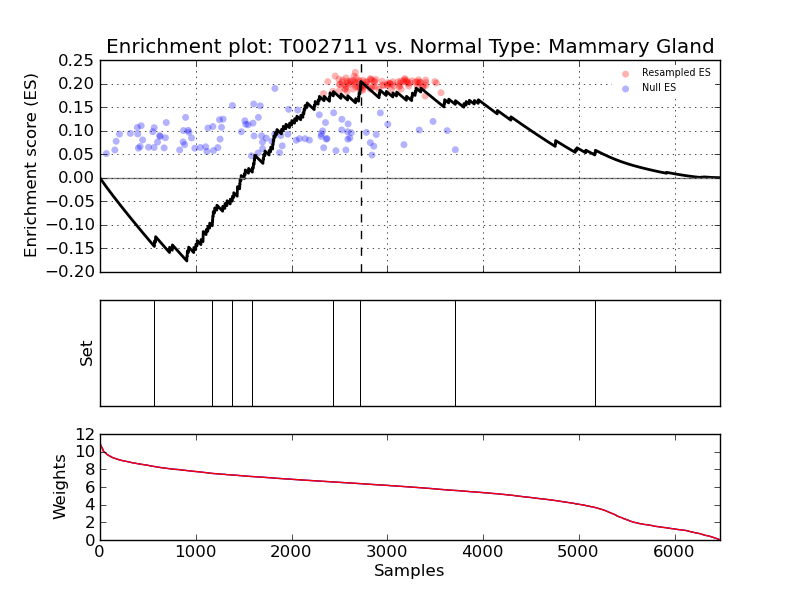 Enrichment plot: T002711 vs. Normal Type: Mammary Gland
Enrichment score (ES)
0.25
0.20
0.15
0.10
0.05
0.00
−0.05
−0.10
−0.15
−0.20
Resampled ES
Null ES
Set
Weights
12
10
8
6
4
2
0
0 1000 2000 3000 4000 5000 6000
Samples